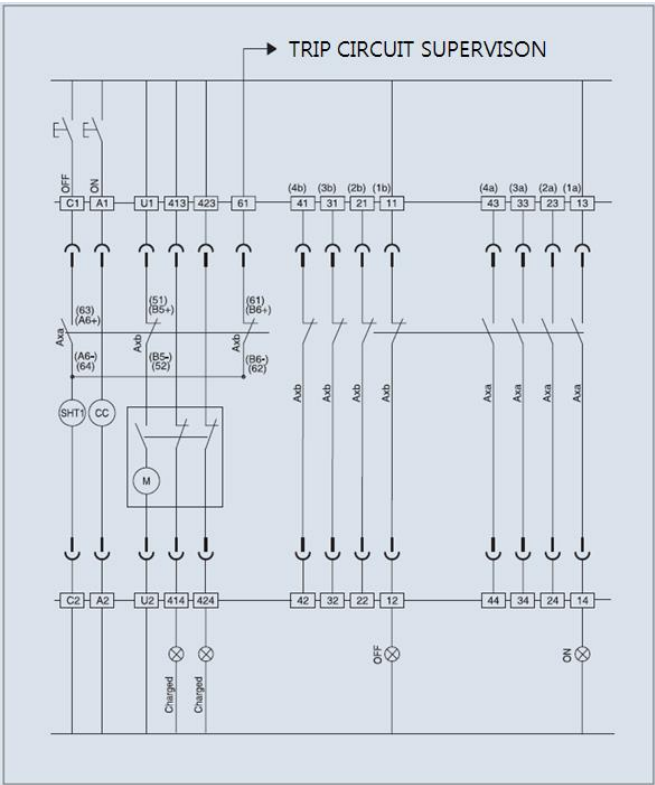 TRIP CIRCUIT SUPERVISON
OFF
ON
(4b) (3b) (2b) (1b) (4a) (3a) (2a) (1a)
C1 A1 U1 413 423 61 41 31 21 11 43 33 23 13
(63) (51) (61)
(A6+) (B5+) (B6+)
Axa Axb Axb
(A6-) (B5-) (B6-)
(64) (52) (62)
Axb Axb Axb Axb Axa Axa Axa Axa
SHT1 CC
M
C2 A2 U2 414 424 42 32 22 12 44 34 24 14
OFF ON
Charged Charged